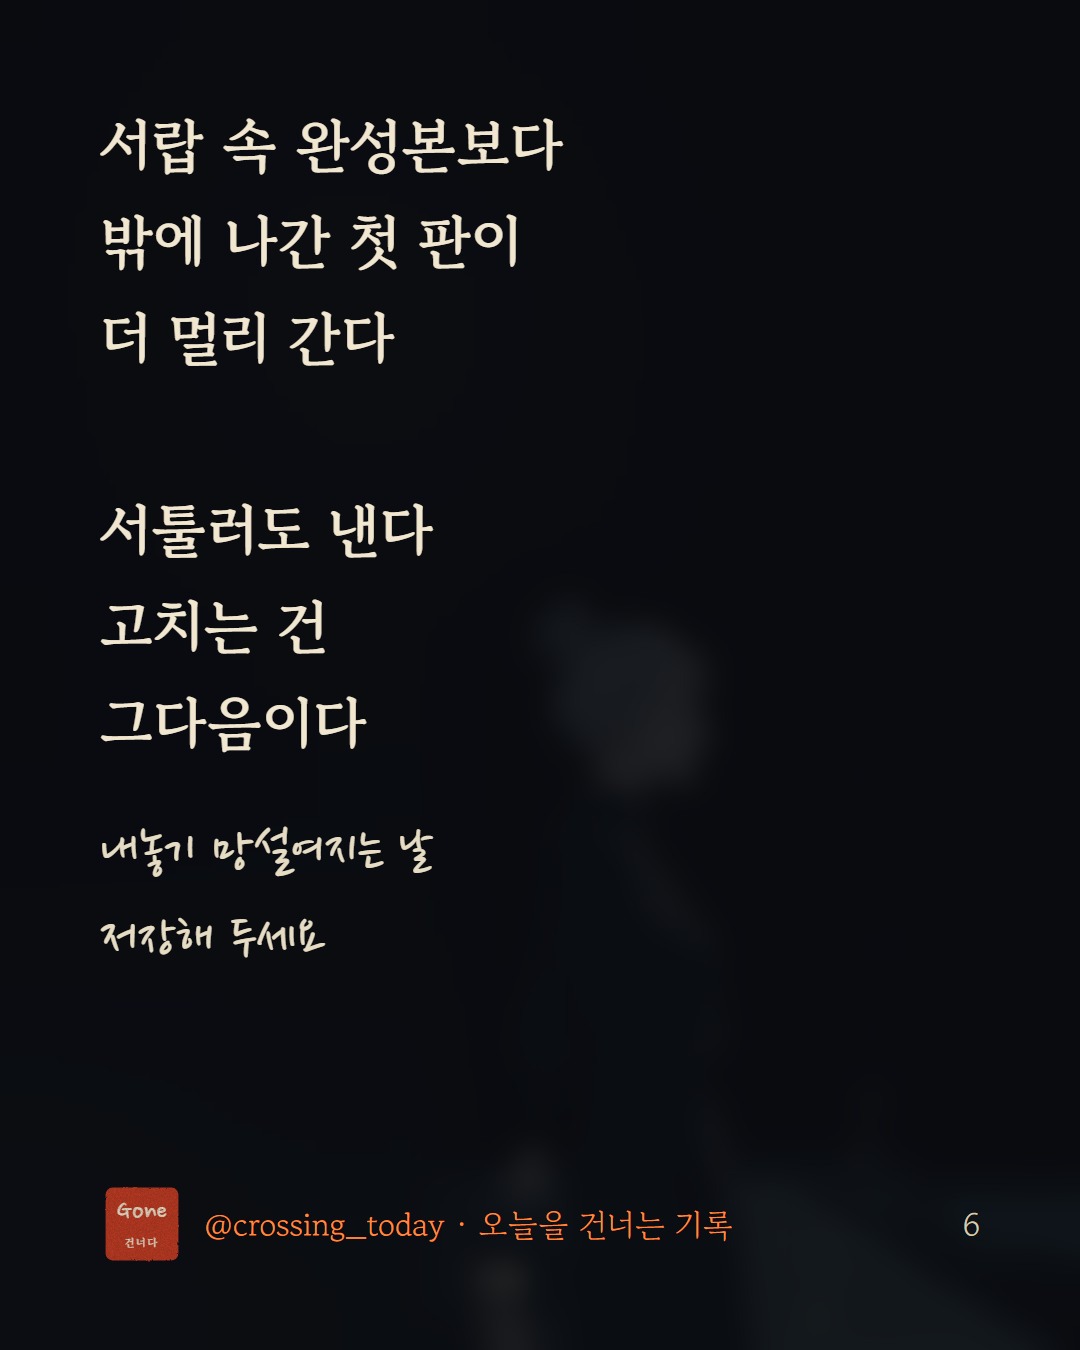 서랍 속 완성본보다
밖에 나간 첫 판이
더 멀리 간다
서툴러도 낸다
고치는 건
그다음이다
내놓기 망설여지는 날
저장해 두세요
Gone
건너다
@crossing_today · 오늘을 건너는 기록
6